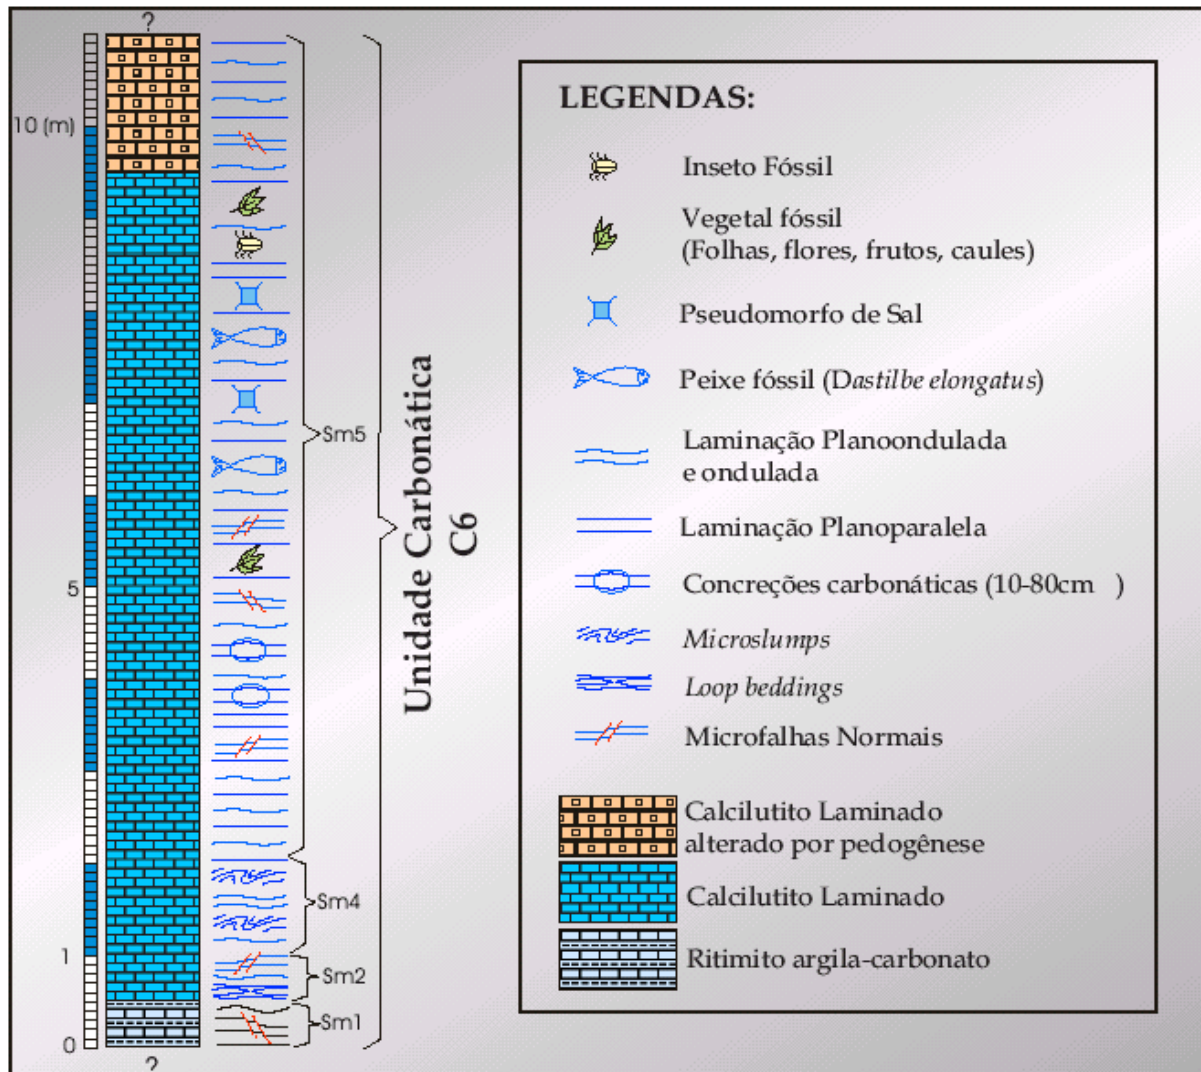 ?
10 (m)
5
1
0
?
Sm5
Sm4
Sm2
Sm1
Unidade Carbonática
C6
LEGENDAS:
Inseto Fóssil
Vegetal fóssil
(Folhas, flores, frutos, caules)
Pseudomorfo de Sal
Peixe fóssil (Dastilbe elongatus)
Laminação Planoondulada
e ondulada
Laminação Planoparalela
Concreções carbonáticas (10-80cm )
Microslumps
Loop beddings
Microfalhas Normais
Calcilutito Laminado
alterado por pedogênese
Calcilutito Laminado
Ritimito argila-carbonato